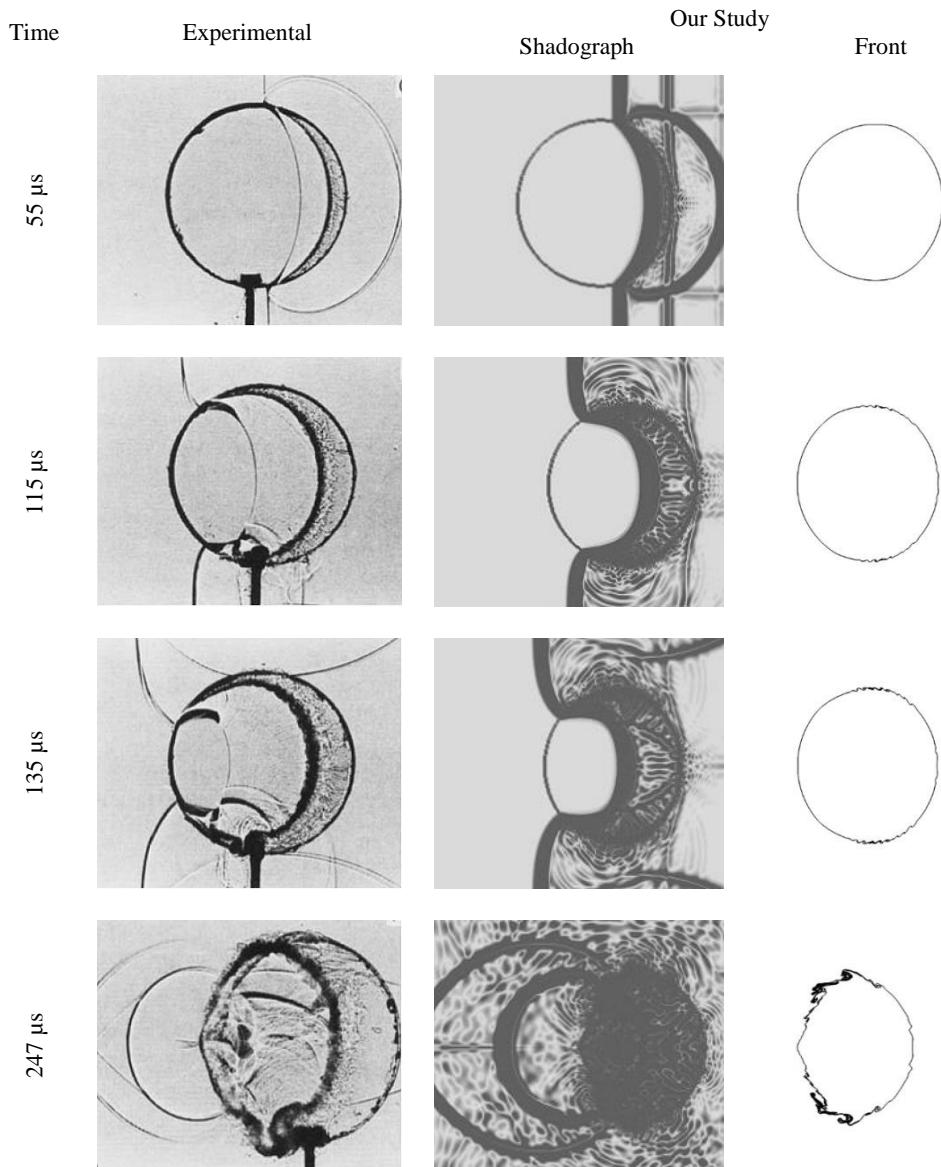 Our Study
Time Experimental Shadograph Front
55 µs
115 µs
135 µs
247 µs